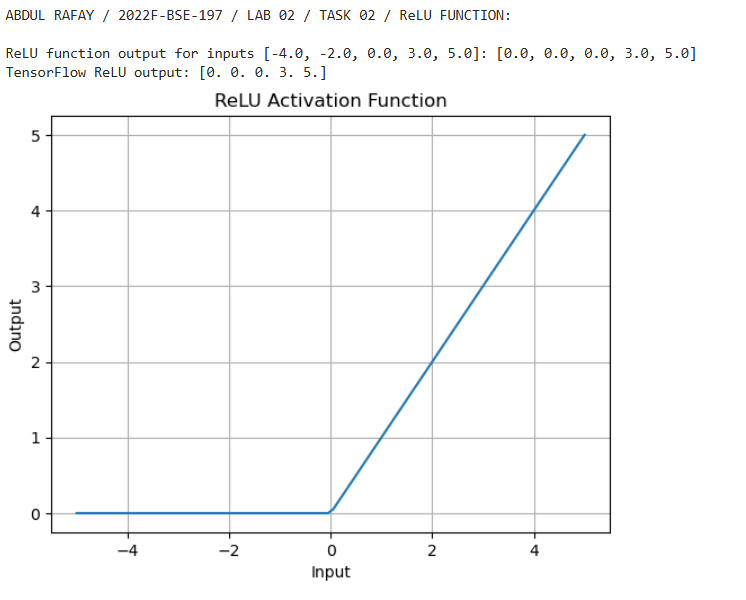 ABDUL RAFAY / 2022F-BSE-197 / LAB 02 / TASK 02 / ReLU FUNCTION:
ReLU function output for inputs [-4.0, -2.0, 0.0, 3.0, 5.0]: [0.0, 0.0, 0.0, 3.0, 5.0]
TensorFlow ReLU output: [0. 0. 0. 3. 5.]
ReLU Activation Function
5
4
3
2
1
0
Output
−4 −2 0 2 4
Input